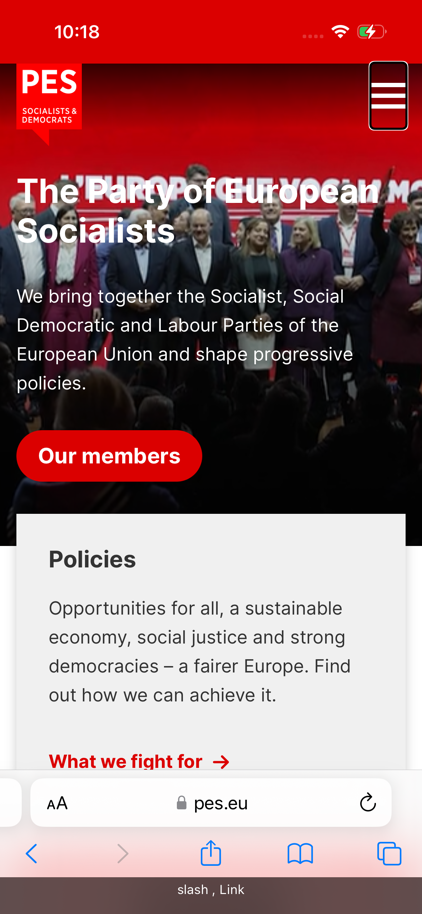 10:18
PES
SOCIALISTS &
DEMOCRATS
The Party of European
Socialists
We bring together the Socialist, Social
Democratic and Labour Parties of the
European Union and shape progressive
policies.
Our members
Policies
Opportunities for all, a sustainable
economy, social justice and strong
democracies – a fairer Europe. Find
out how we can achieve it.
What we fight for →
AA
pes.eu
slash , Link